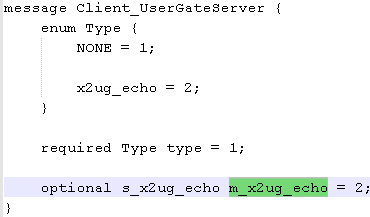 message Client_UserGateServer {
enum Type {
NONE = 1;
x2ug_echo = 2;
}
required Type type = 1;
optional s_x2ug_echo m_x2ug_echo = 2;
}